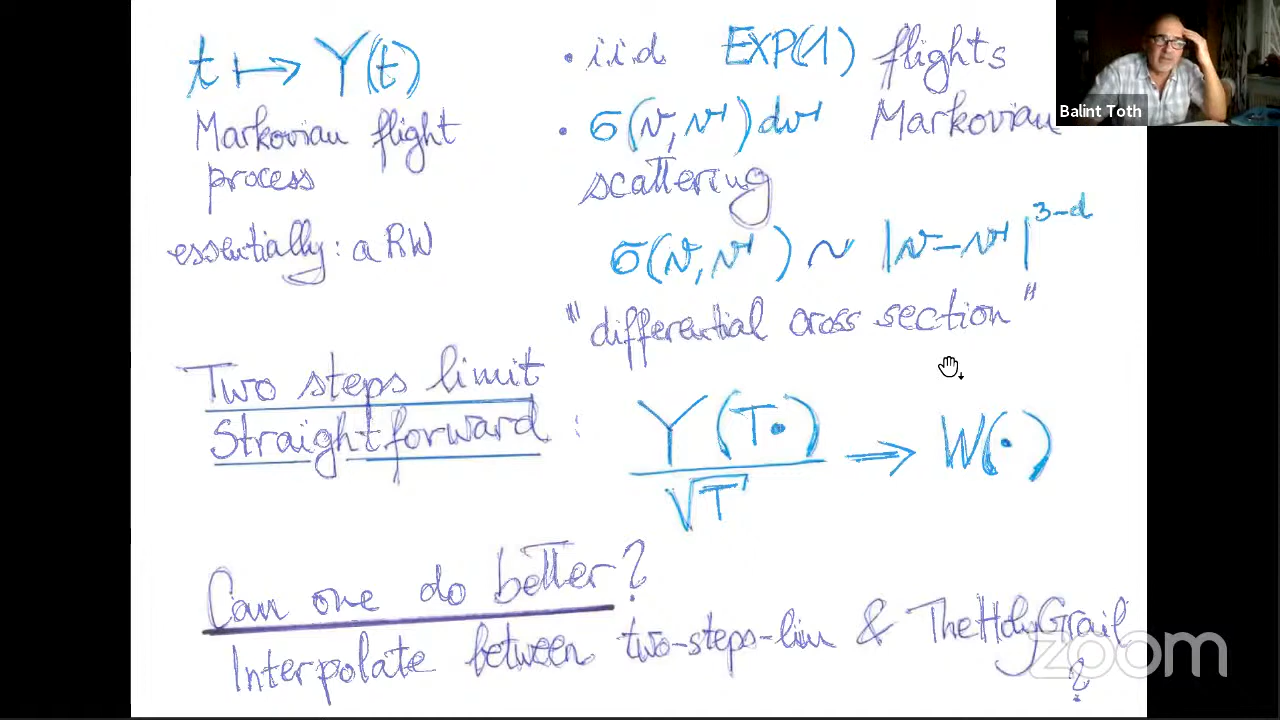 t ↦ Y(t)
Markovian flight
process
essentially: a RW
• i.i.d EXP(1) flights
• σ(v, v') dv' Markovian
scattering
σ(v, v') ~ |v - v'|^{3-d}
"differential cross section"
Two steps limit
Straightforward :
Y(T•) / √T ⇒ W(•)
Can one do better?
Interpolate between two-steps-lim & The Holy Grail
?
Balint Toth
zoom